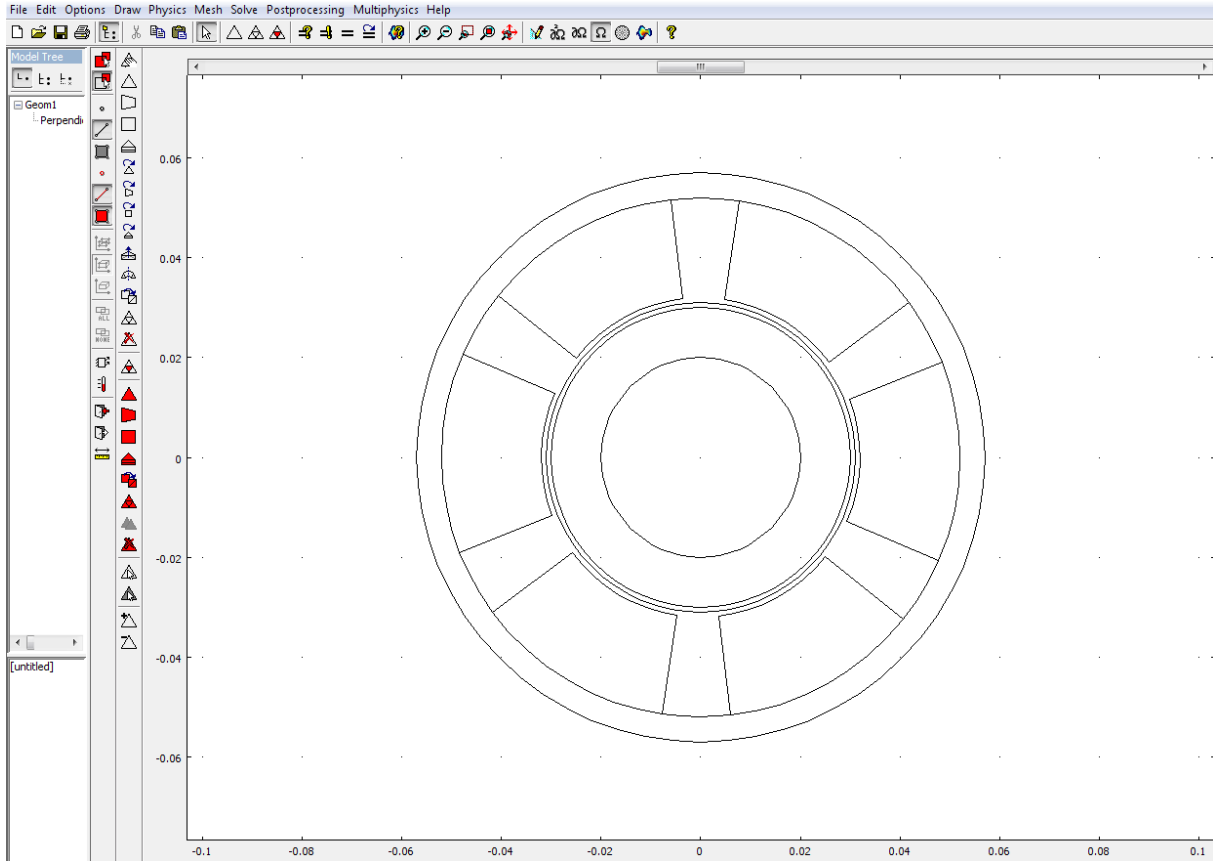 File Edit Options Draw Physics Mesh Solve Postprocessing Multiphysics Help
Model Tree
Geom1
Perpendi
ALL
NONE
[untitled]
0.06
0.04
0.02
0
-0.02
-0.04
-0.06
-0.1 -0.08 -0.06 -0.04 -0.02 0 0.02 0.04 0.06 0.08 0.1